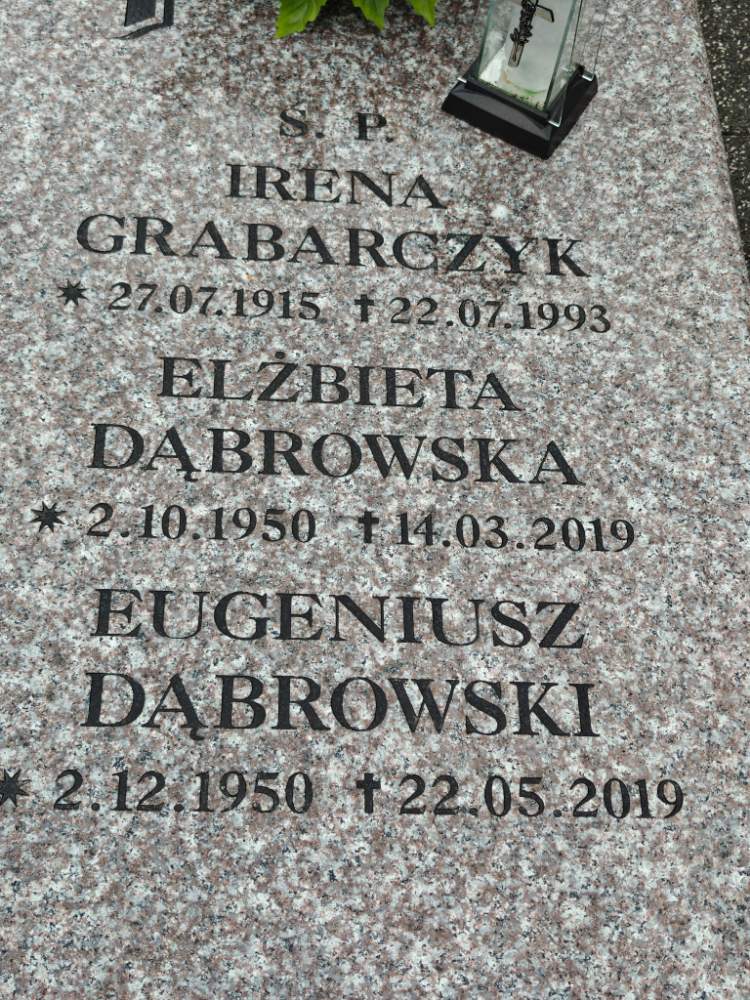 S. P.
IRENA
GRABARCZYK
* 27.07.1915 ✝ 22.07.1993
ELŻBIETA
DĄBROWSKA
* 2.10.1950 ✝ 14.03.2019
EUGENIUSZ
DĄBROWSKI
* 2.12.1950 ✝ 22.05.2019